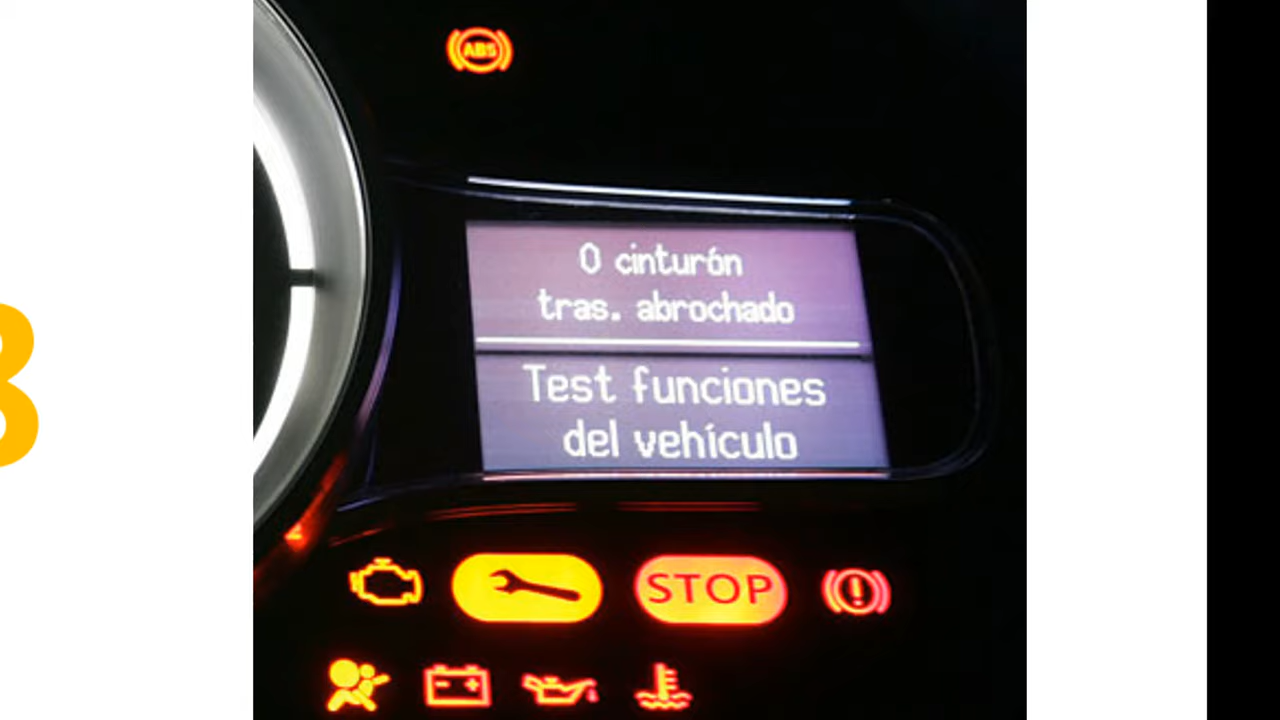 ABS
0 cinturón
tras. abrochado
Test funciones
del vehículo
STOP